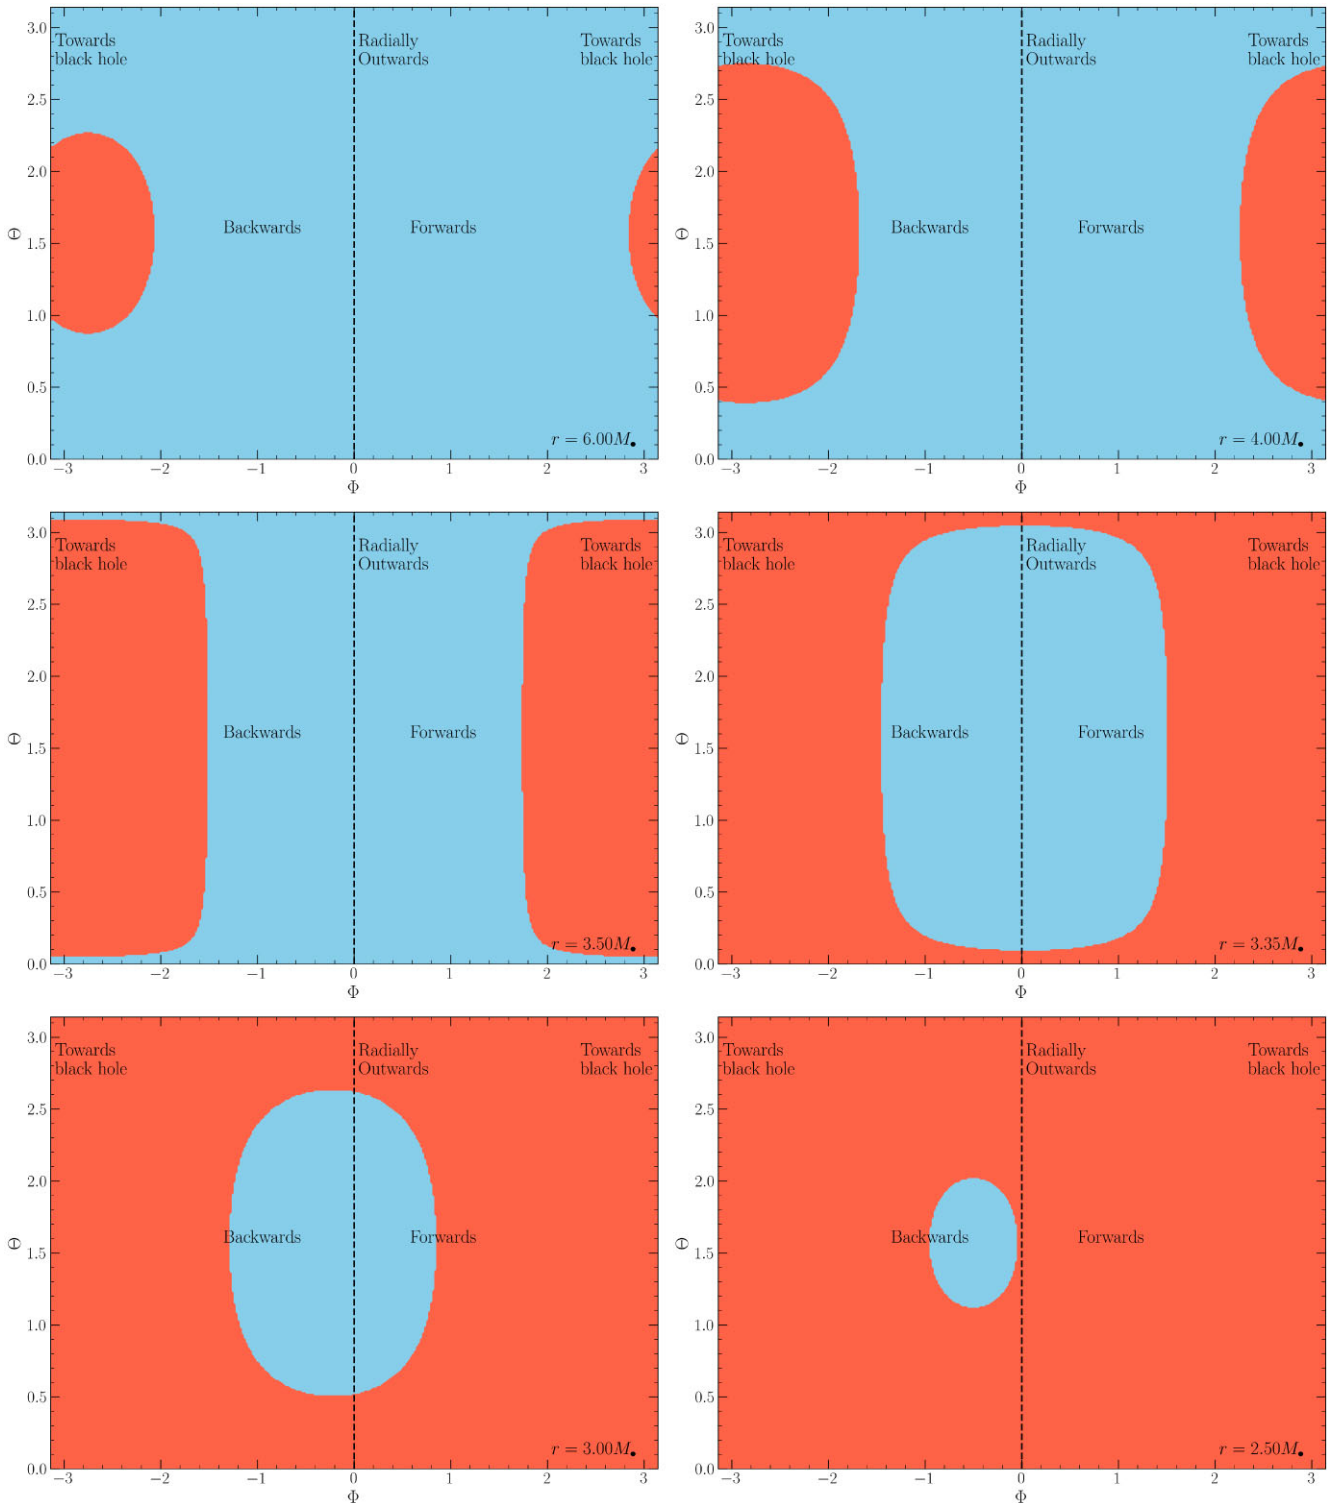 3.0
Towards
black hole
Radially
Outwards
Towards
black hole
2.5
2.0
Backwards
Forwards
Θ
1.5
1.0
0.5
r = 6.00M•
0.0
−3 −2 −1 0 1 2 3
Φ
3.0
Towards
black hole
Radially
Outwards
Towards
black hole
2.5
2.0
Backwards
Forwards
Θ
1.5
1.0
0.5
r = 4.00M•
0.0
−3 −2 −1 0 1 2 3
Φ
3.0
Towards
black hole
Radially
Outwards
Towards
black hole
2.5
2.0
Backwards
Forwards
Θ
1.5
1.0
0.5
r = 3.50M•
0.0
−3 −2 −1 0 1 2 3
Φ
3.0
Towards
black hole
Radially
Outwards
Towards
black hole
2.5
2.0
Backwards
Forwards
Θ
1.5
1.0
0.5
r = 3.35M•
0.0
−3 −2 −1 0 1 2 3
Φ
3.0
Towards
black hole
Radially
Outwards
Towards
black hole
2.5
2.0
Backwards
Forwards
Θ
1.5
1.0
0.5
r = 3.00M•
0.0
−3 −2 −1 0 1 2 3
Φ
3.0
Towards
black hole
Radially
Outwards
Towards
black hole
2.5
2.0
Backwards
Forwards
Θ
1.5
1.0
0.5
r = 2.50M•
0.0
−3 −2 −1 0 1 2 3
Φ